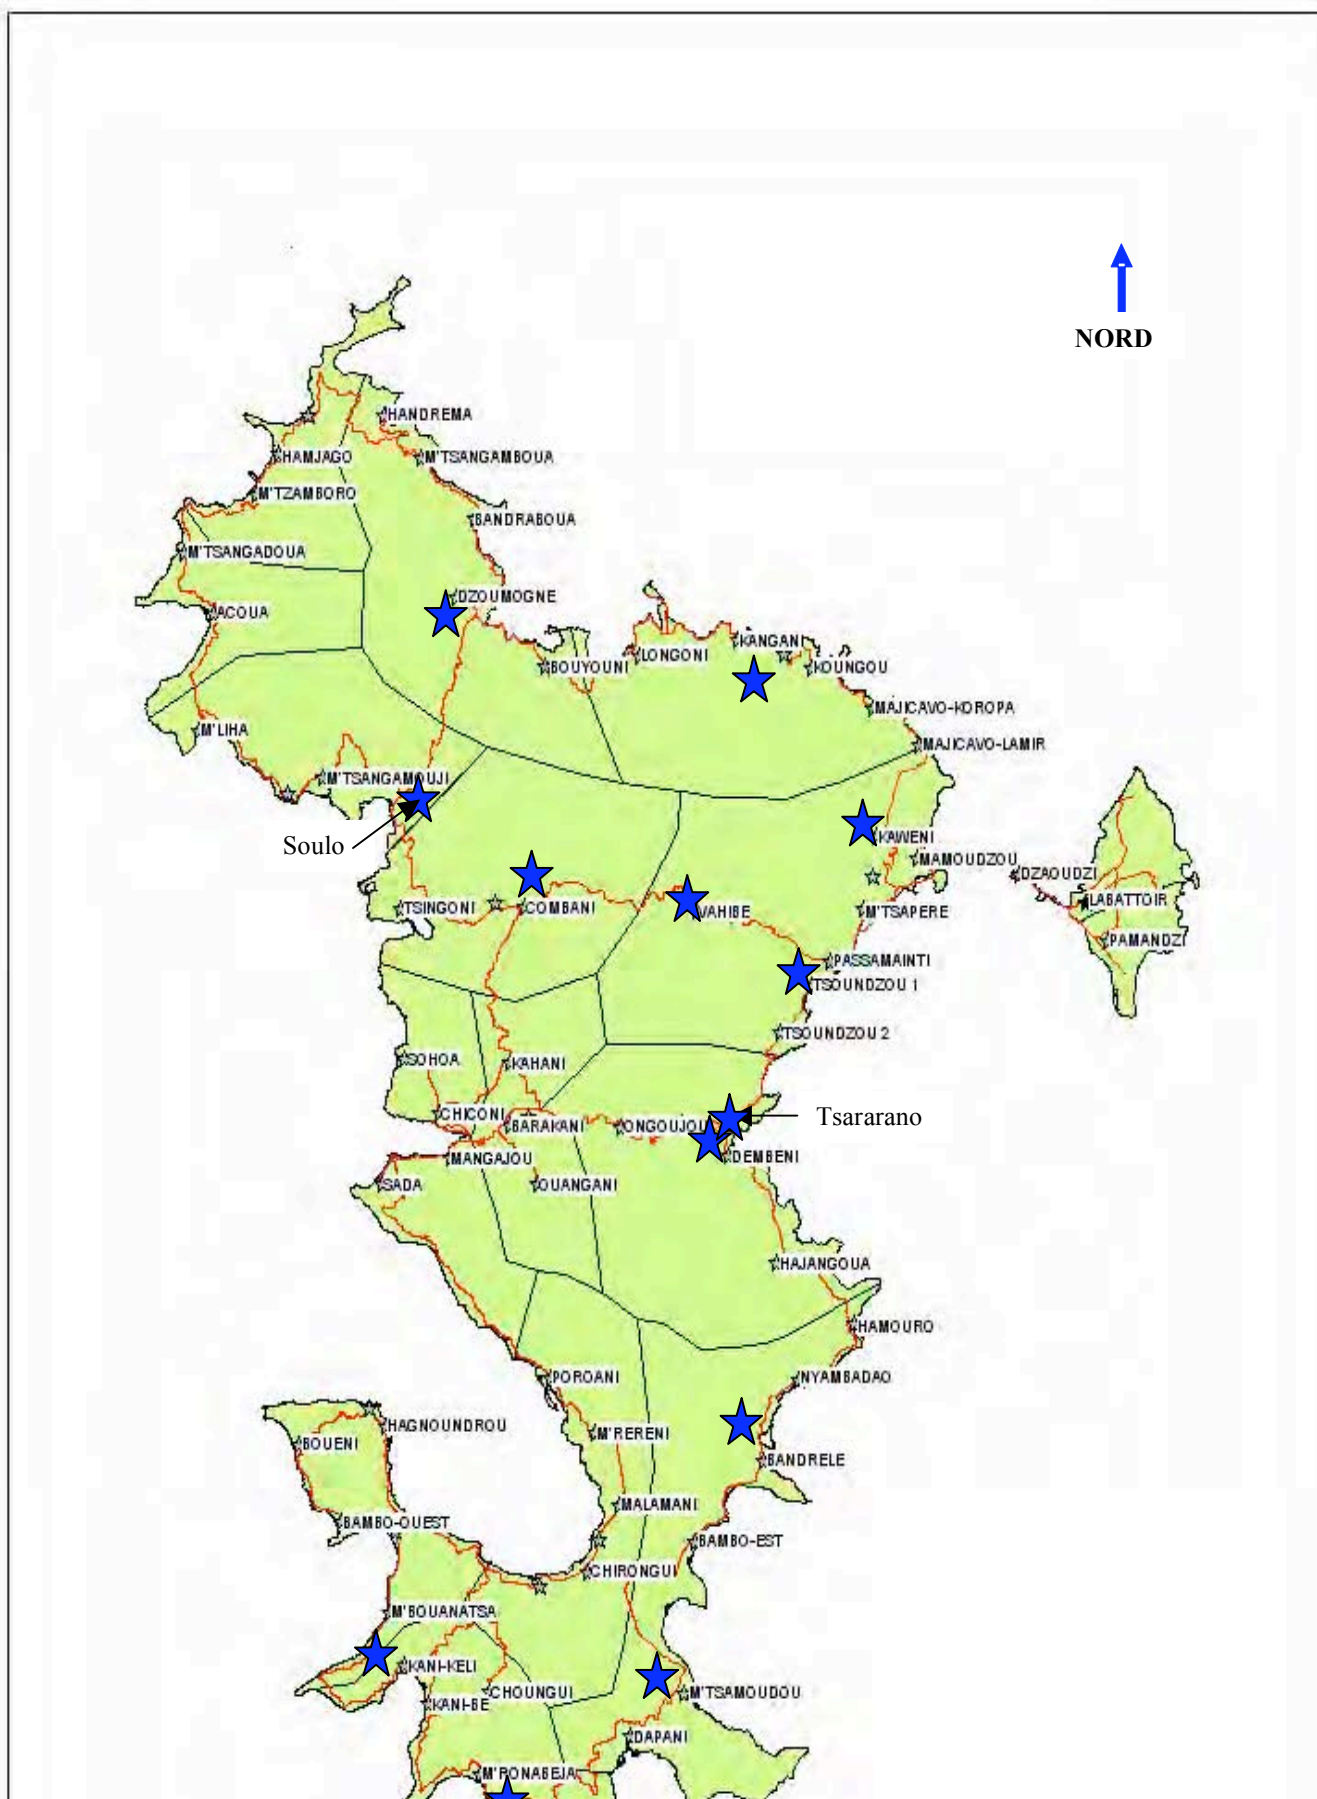 NORD
HANDREMA
HAMJAGO
M'TSANGAMBOUA
M'TZAMBORO
BANDRABOUA
M'TSANGADOUA
DZOUMOGNE
ACOUA
KANGANI
LONGONI
BOUYOUNI
KOUNGOU
MAJICAVO-KOROPA
M'LIHA
MAJICAVO-LAMIR
M'TSANGAMOUJI
Soulo
KAWENI
MAMOUDZOU
DZAOUDZI
LABATTOIR
TSINGONI
COMBANI
VAHIBE
M'TSAPERE
PAMANDZI
PASSAMAINTI
TSOUNDZOU 1
TSOUNDZOU 2
SOHOA
KAHANI
CHICONI
BARAKANI
ONGOUJOU
Tsararano
MANGAJOU
DEMBENI
SADA
OUANGANI
HAJANGOUA
HAMOURO
POROANI
NYAMBADAO
HAGNOUNDROU
M'RERENI
BOUENI
BANDRELE
MALAMANI
BAMBO-OUEST
BAMBO-EST
CHIRONGUI
M'BOUANATSA
KANI-KELI
CHOUNGUI
M'TSAMOUDOU
KANI-BE
DAPANI
M'RONABEJA